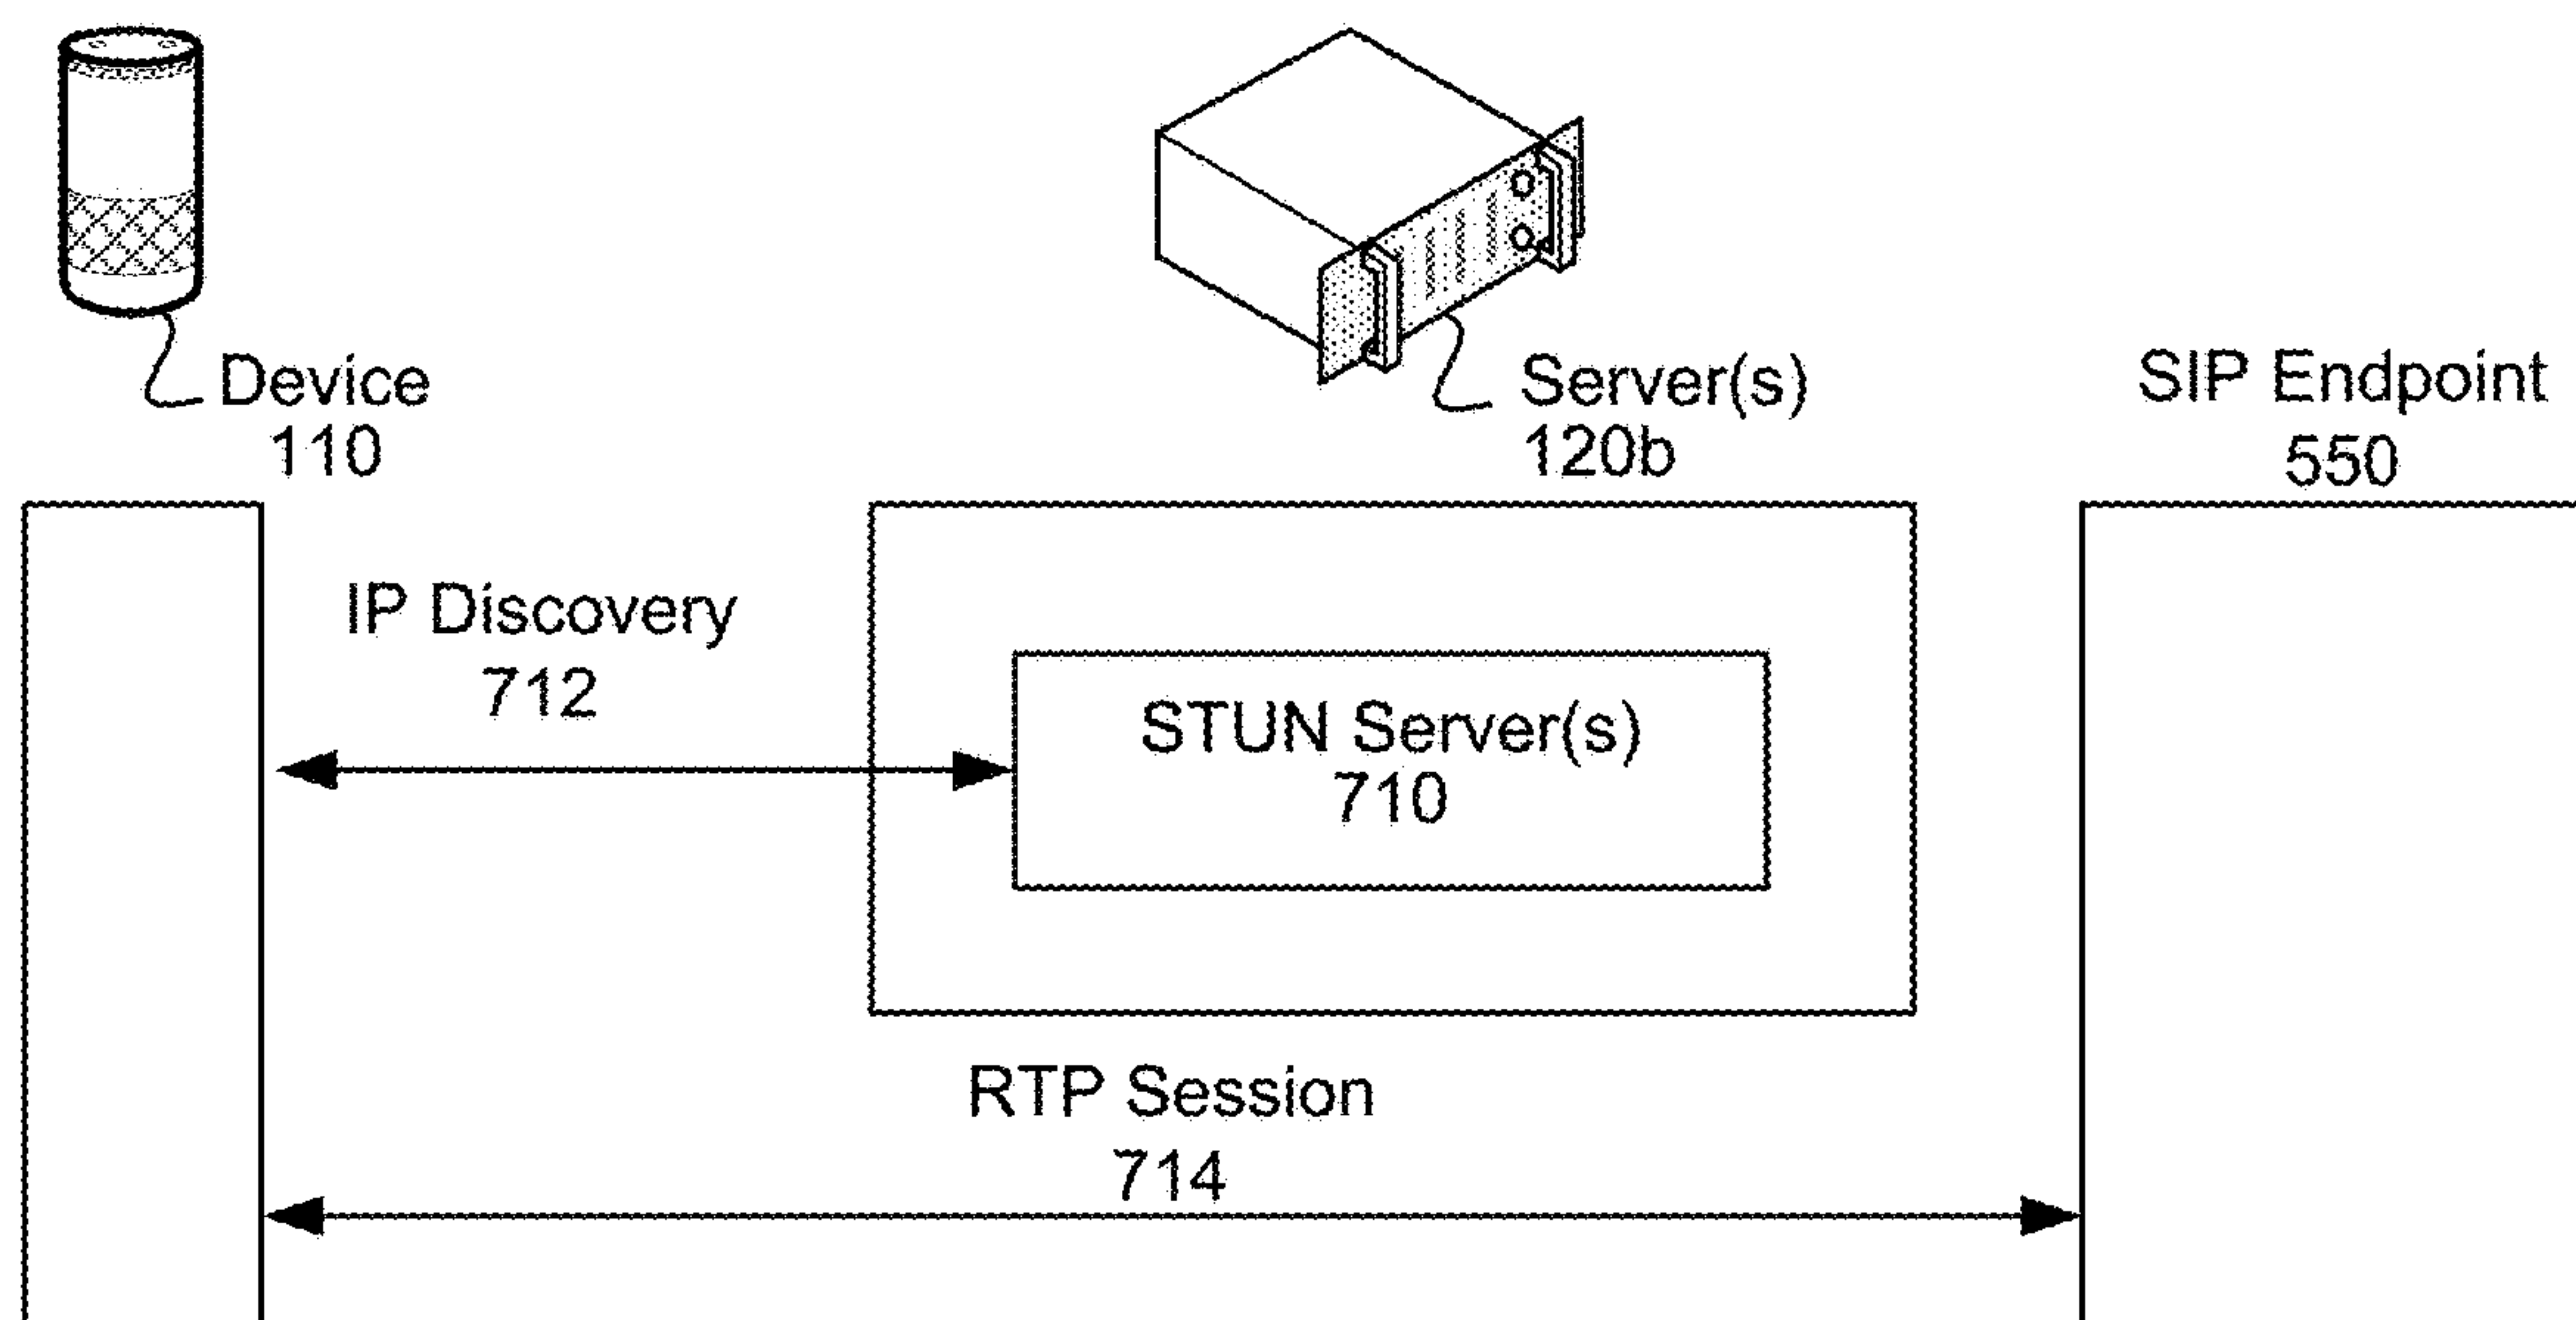 Device
110
Server(s)
120b
SIP Endpoint
550
IP Discovery
712
STUN Server(s)
710
RTP Session
714